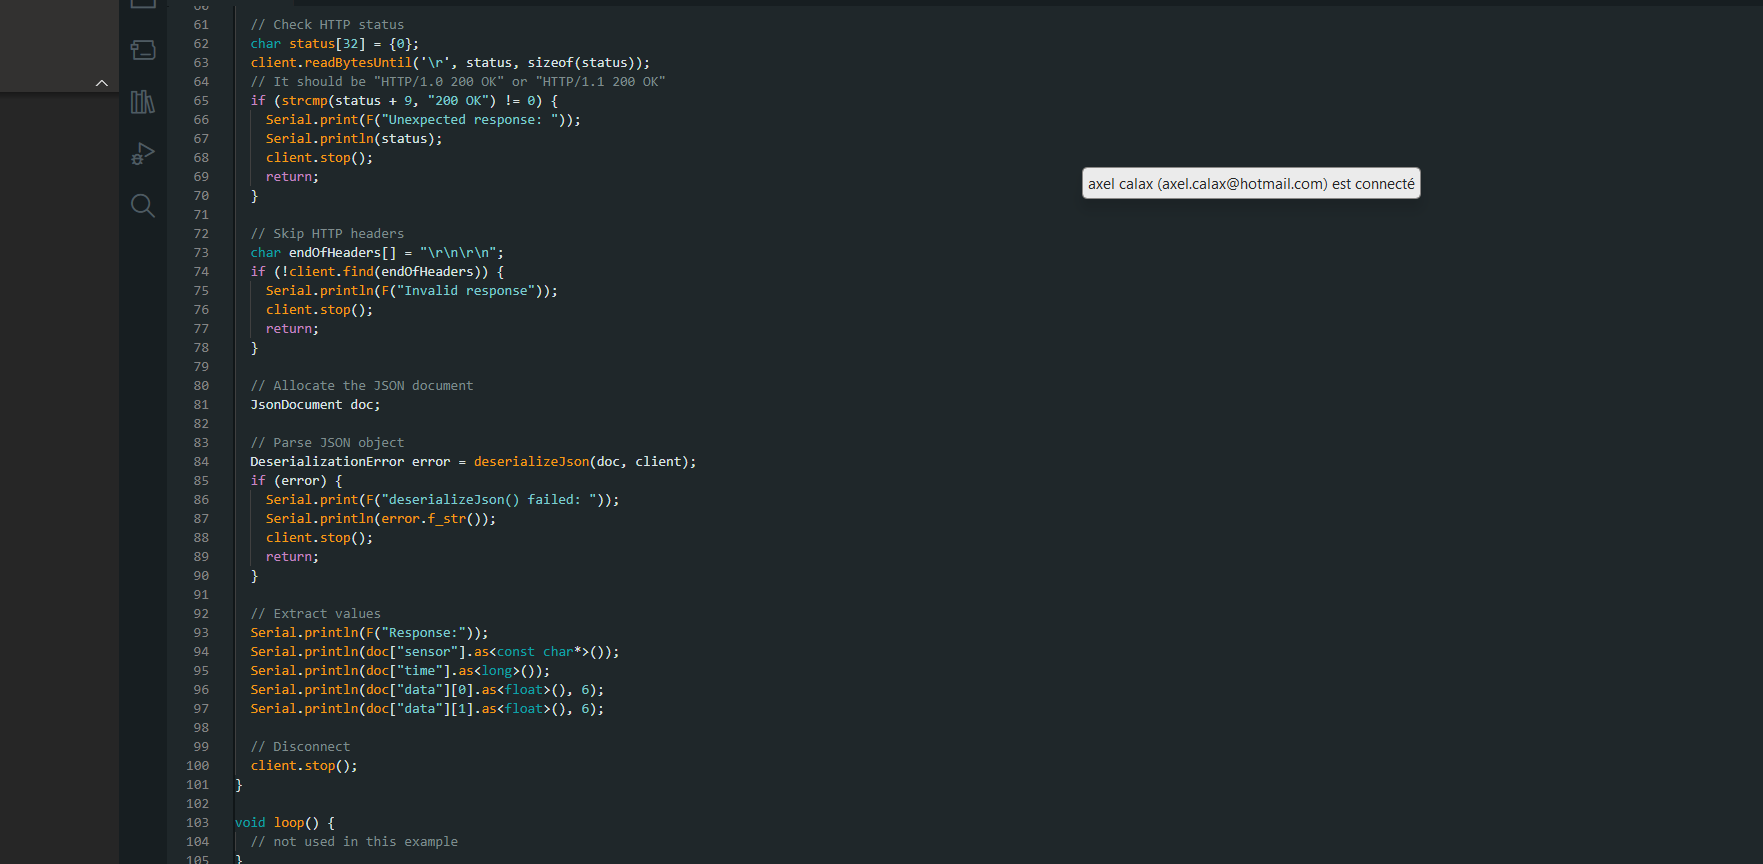 60
61 // Check HTTP status
62 char status[32] = {0};
63 client.readBytesUntil('\r', status, sizeof(status));
64 // It should be "HTTP/1.0 200 OK" or "HTTP/1.1 200 OK"
65 if (strcmp(status + 9, "200 OK") != 0) {
66 Serial.print(F("Unexpected response: "));
67 Serial.println(status);
68 client.stop();
69 return;
70 }
71
72 // Skip HTTP headers
73 char endOfHeaders[] = "\r\n\r\n";
74 if (!client.find(endOfHeaders)) {
75 Serial.println(F("Invalid response"));
76 client.stop();
77 return;
78 }
79
80 // Allocate the JSON document
81 JsonDocument doc;
82
83 // Parse JSON object
84 DeserializationError error = deserializeJson(doc, client);
85 if (error) {
86 Serial.print(F("deserializeJson() failed: "));
87 Serial.println(error.f_str());
88 client.stop();
89 return;
90 }
91
92 // Extract values
93 Serial.println(F("Response:"));
94 Serial.println(doc["sensor"].as<const char*>());
95 Serial.println(doc["time"].as<long>());
96 Serial.println(doc["data"][0].as<float>(), 6);
97 Serial.println(doc["data"][1].as<float>(), 6);
98
99 // Disconnect
100 client.stop();
101 }
102
103 void loop() {
104 // not used in this example
105 }
axel calax (axel.calax@hotmail.com) est connecté